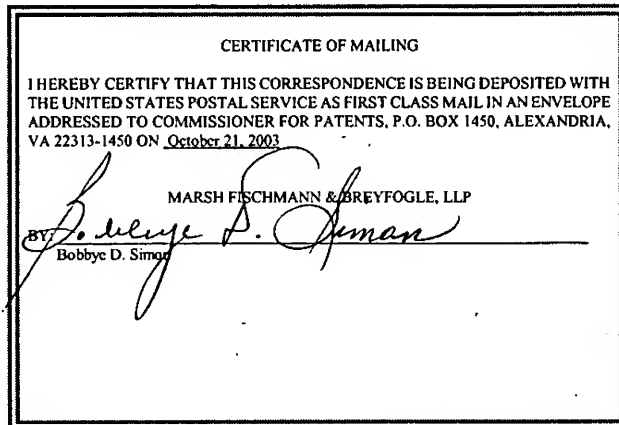 CERTIFICATE OF MAILING
I HEREBY CERTIFY THAT THIS CORRESPONDENCE IS BEING DEPOSITED WITH
THE UNITED STATES POSTAL SERVICE AS FIRST CLASS MAIL IN AN ENVELOPE
ADDRESSED TO COMMISSIONER FOR PATENTS, P.O. BOX 1450, ALEXANDRIA,
VA 22313-1450 ON October 21, 2003
MARSH FISCHMANN & BREYFOGLE, LLP
BY: Bobbye D. Siman
Bobbye D. Siman